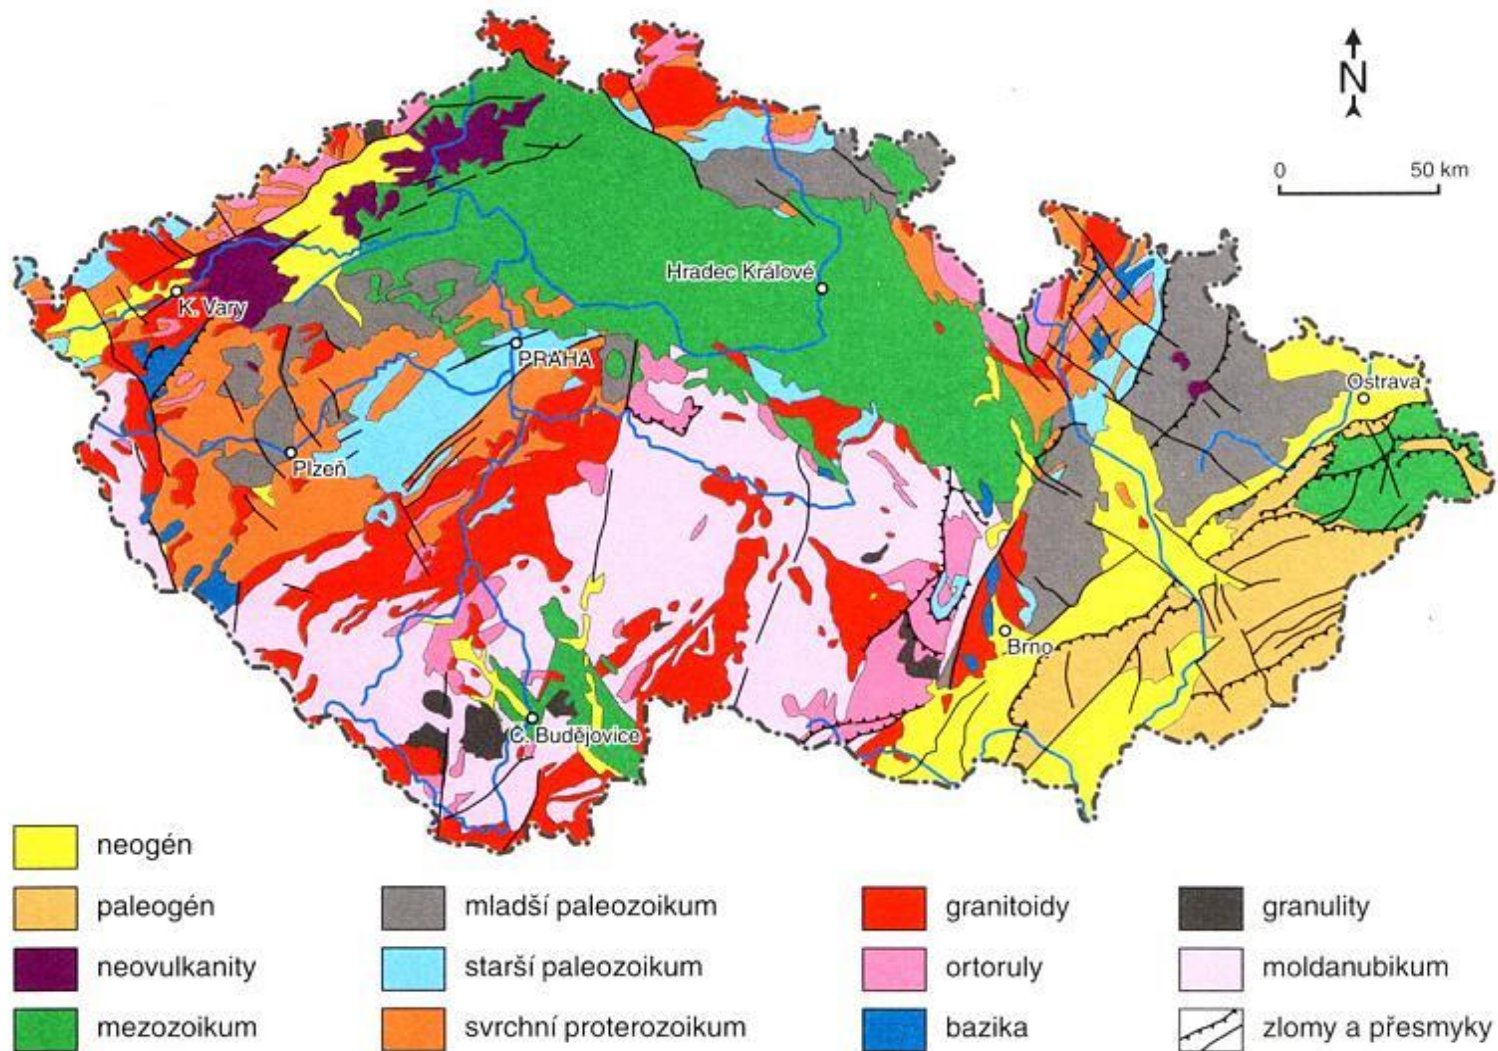 N
0 50 km
Hradec Králové
K. Vary
PRAHA
Ostrava
Plzeň
Brno
Č. Budějovice
neogén
paleogén
neovulkanity
mezozoikum
mladší paleozoikum
starší paleozoikum
svrchní proterozoikum
granitoidy
ortoruly
bazika
granulity
moldanubikum
zlomy a přesmyky